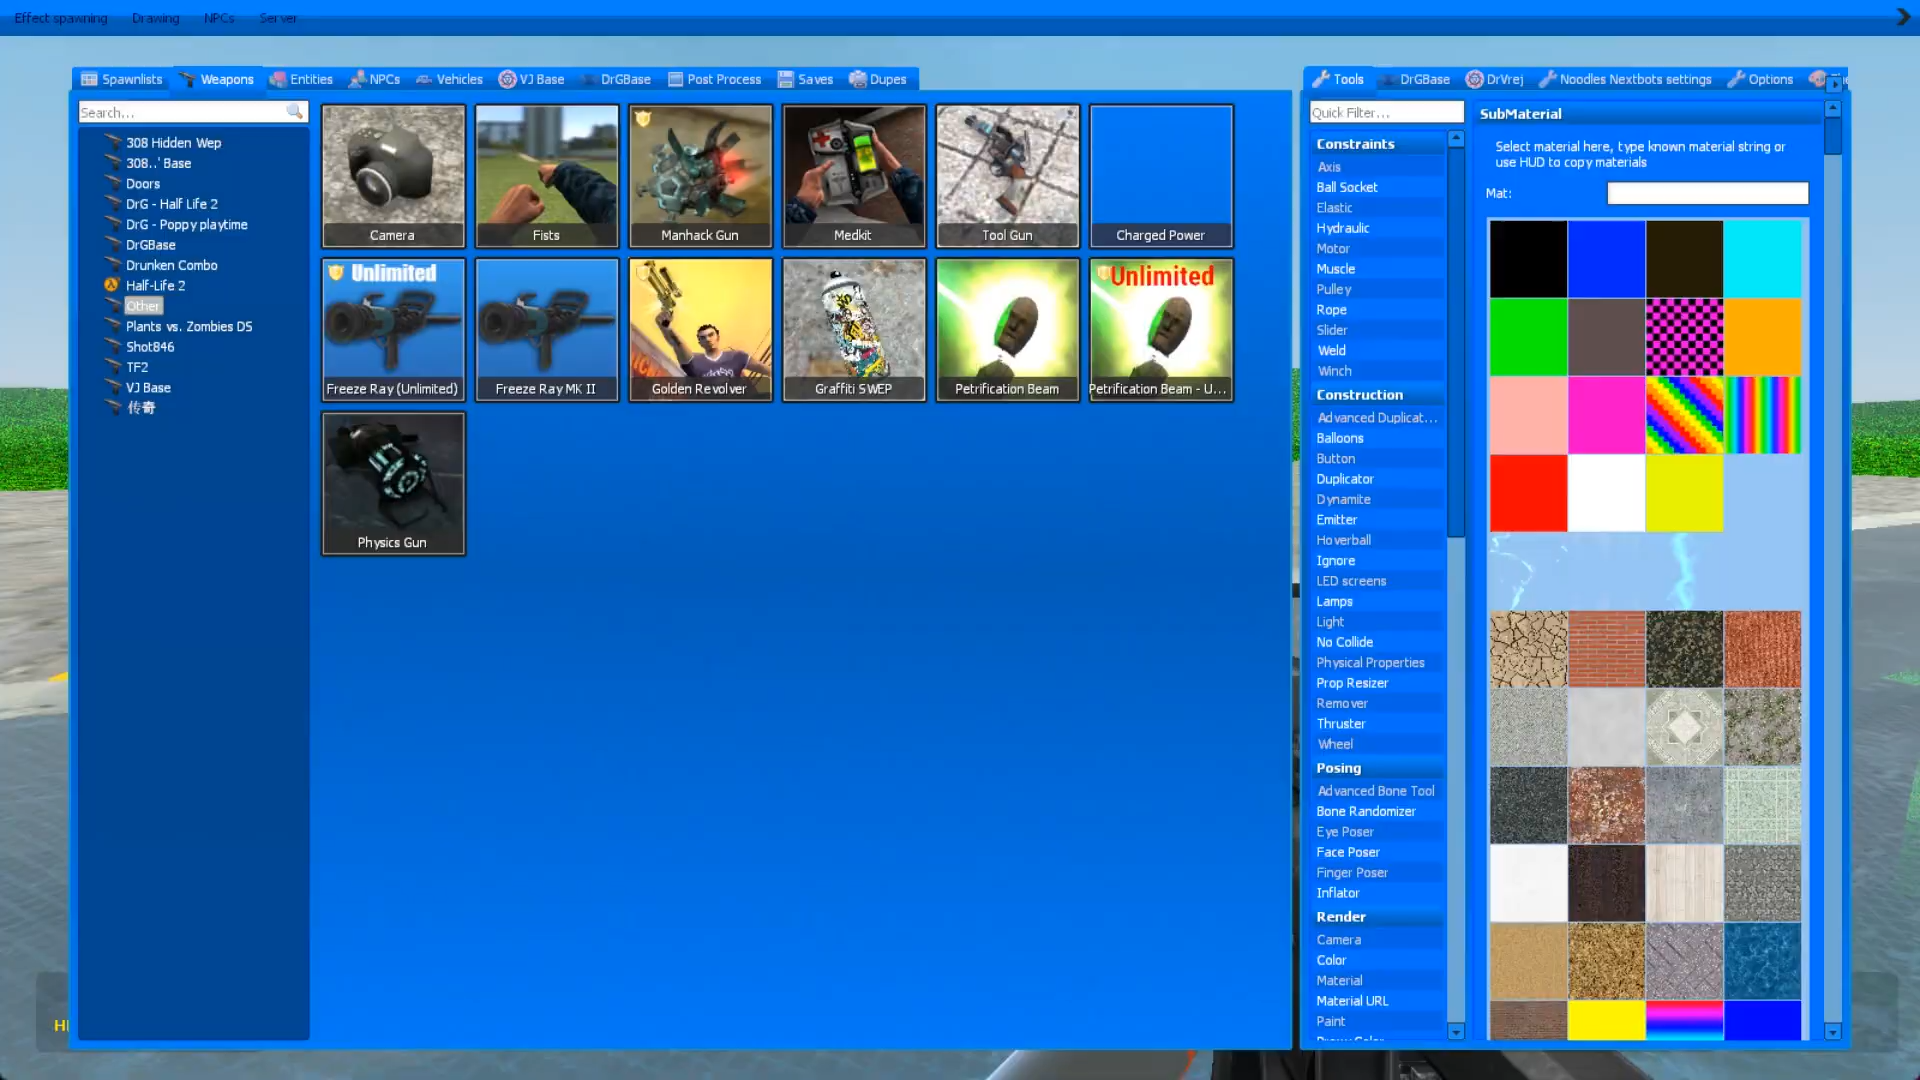 Effect spawning Drawing NPCs Server
Spawnlists Weapons Entities NPCs Vehicles VJ Base DrGBase Post Process Saves Dupes
Search...
308 Hidden Wep
308..' Base
Doors
DrG - Half Life 2
DrG - Poppy playtime
DrGBase
Drunken Combo
Half-Life 2
Other
Plants vs. Zombies DS
Shot846
TF2
VJ Base
传奇
Camera
Fists
Manhack Gun
Medkit
Tool Gun
Charged Power
Unlimited
Freeze Ray (Unlimited)
Freeze Ray MK II
Golden Revolver
Graffiti SWEP
Petrification Beam
Unlimited
Petrification Beam - U...
Physics Gun
Tools DrGBase DrVrej Noodles Nextbots settings Options
Quick Filter...
Constraints
Axis
Ball Socket
Elastic
Hydraulic
Motor
Muscle
Pulley
Rope
Slider
Weld
Winch
Construction
Advanced Duplicat...
Balloons
Button
Duplicator
Dynamite
Emitter
Hoverball
Ignore
LED screens
Lamps
Light
No Collide
Physical Properties
Prop Resizer
Remover
Thruster
Wheel
Posing
Advanced Bone Tool
Bone Randomizer
Eye Poser
Face Poser
Finger Poser
Inflator
Render
Camera
Color
Material
Material URL
Paint
SubMaterial
Select material here, type known material string or
use HUD to copy materials
Mat: